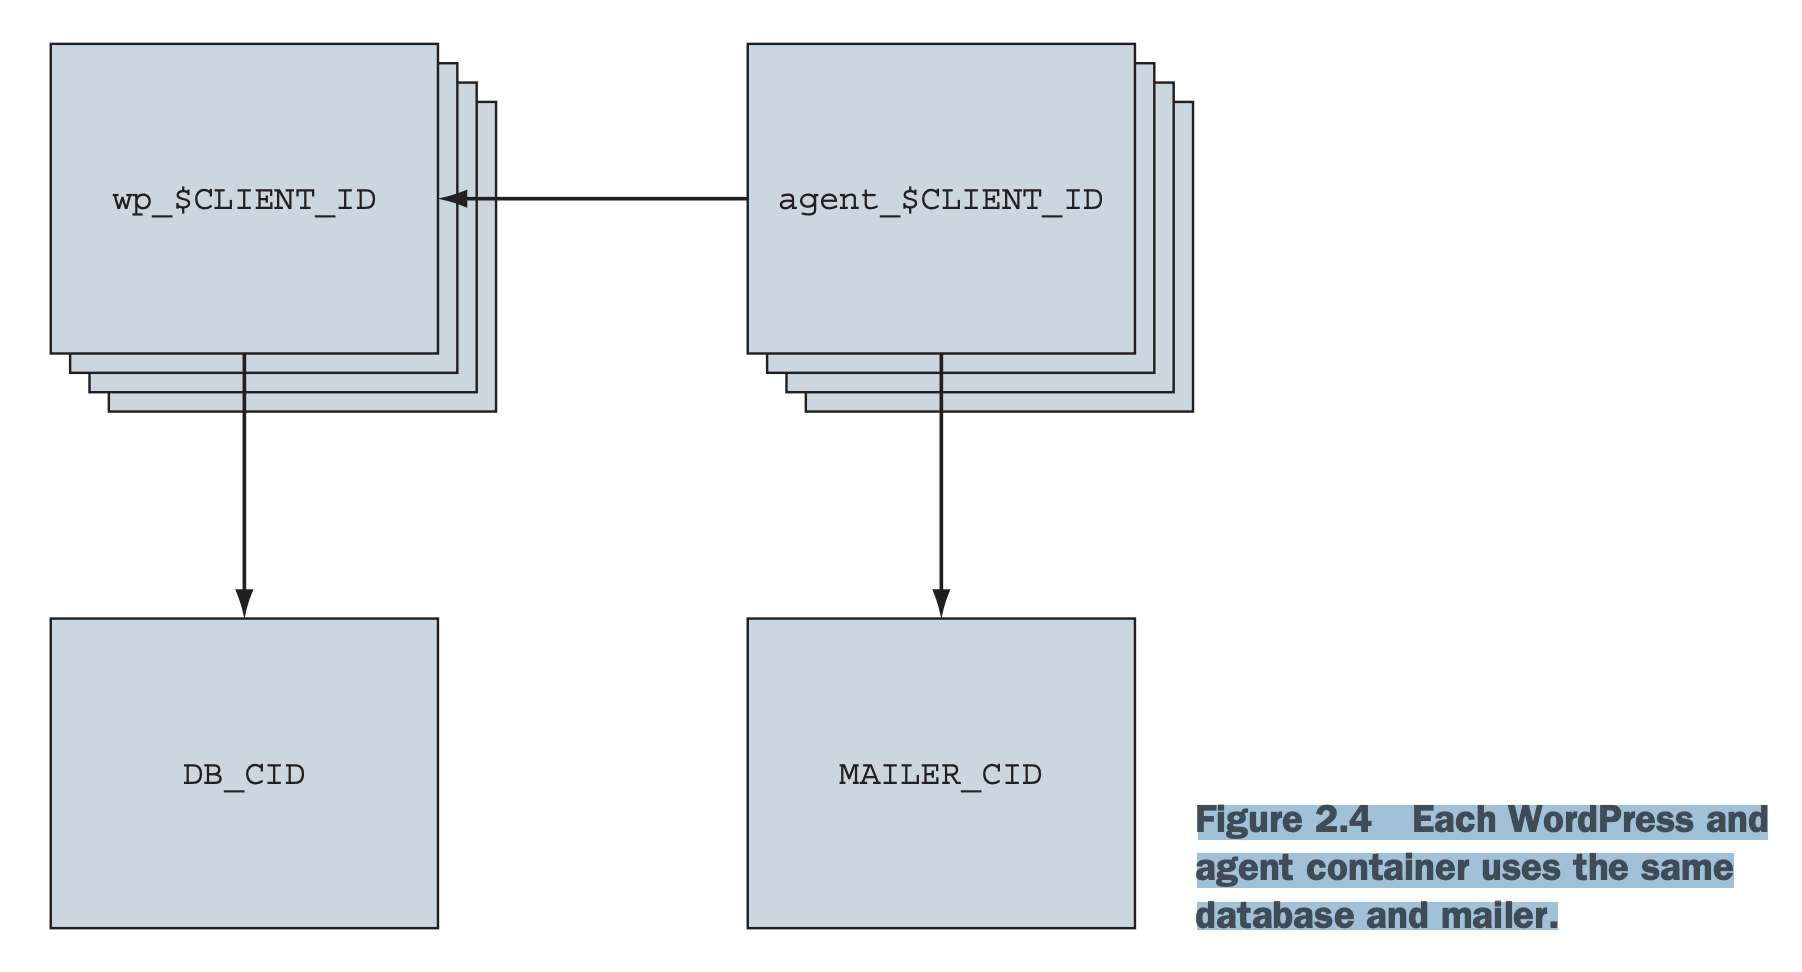 wp_$CLIENT_ID
agent_$CLIENT_ID
DB_CID
MAILER_CID
Figure 2.4 Each WordPress and
agent container uses the same
database and mailer.